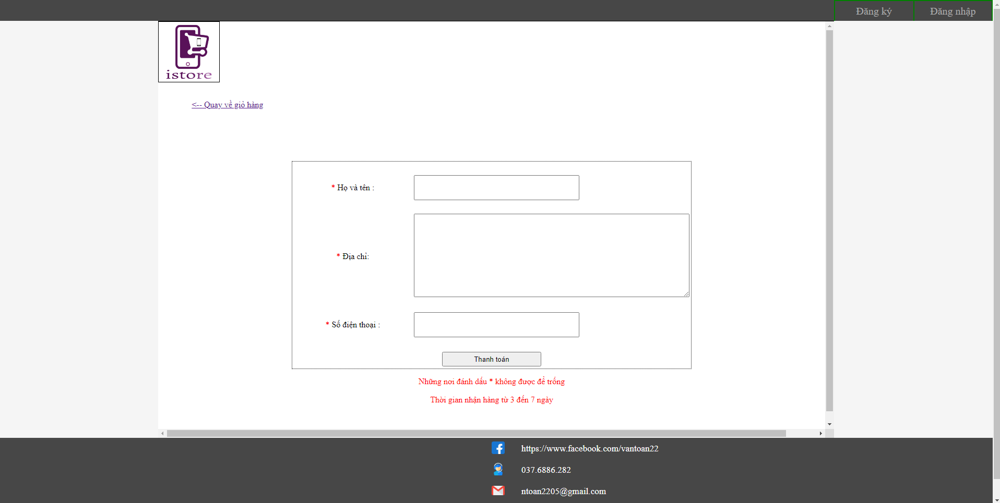 Đăng ký
Đăng nhập
istore
<-- Quay về giỏ hàng
* Họ và tên :
* Địa chỉ:
* Số điện thoại :
Thanh toán
Những nơi đánh dấu * không được để trống
Thời gian nhận hàng từ 3 đến 7 ngày
https://www.facebook.com/vantoan22
037.6886.282
ntoan2205@gmail.com